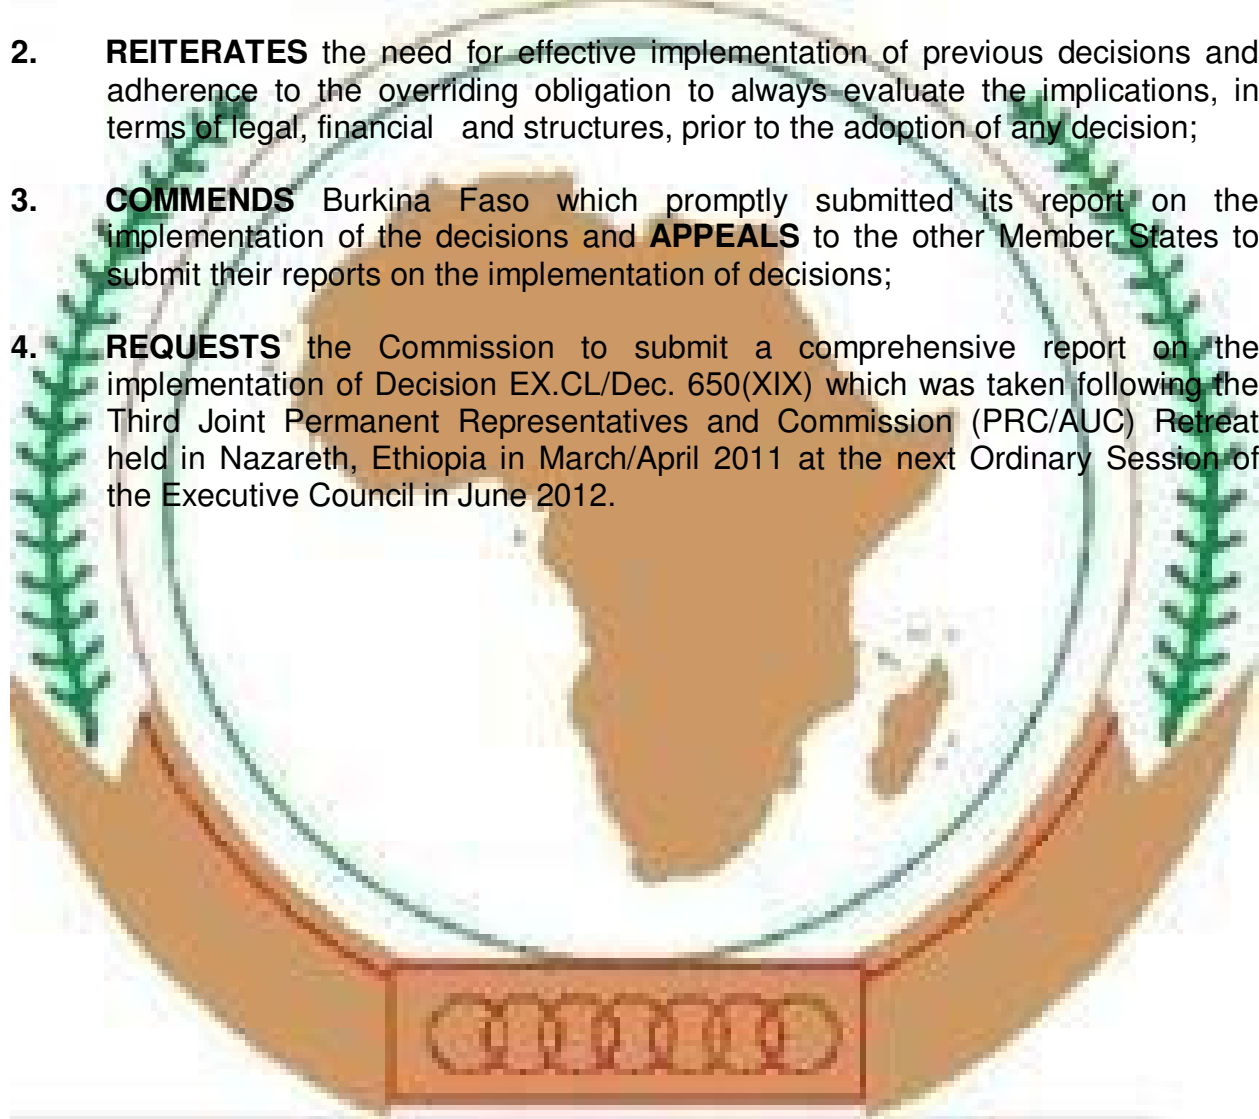 2. REITERATES the need for effective implementation of previous decisions and
adherence to the overriding obligation to always evaluate the implications, in
terms of legal, financial and structures, prior to the adoption of any decision;
3. COMMENDS Burkina Faso which promptly submitted its report on the
implementation of the decisions and APPEALS to the other Member States to
submit their reports on the implementation of decisions;
4. REQUESTS the Commission to submit a comprehensive report on the
implementation of Decision EX.CL/Dec. 650(XIX) which was taken following the
Third Joint Permanent Representatives and Commission (PRC/AUC) Retreat
held in Nazareth, Ethiopia in March/April 2011 at the next Ordinary Session of
the Executive Council in June 2012.